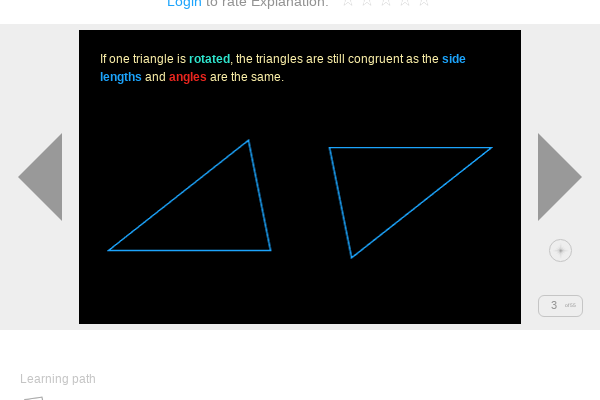 Login to rate Explanation.
If one triangle is rotated, the triangles are still congruent as the side
lengths and angles are the same.
3
Learning path